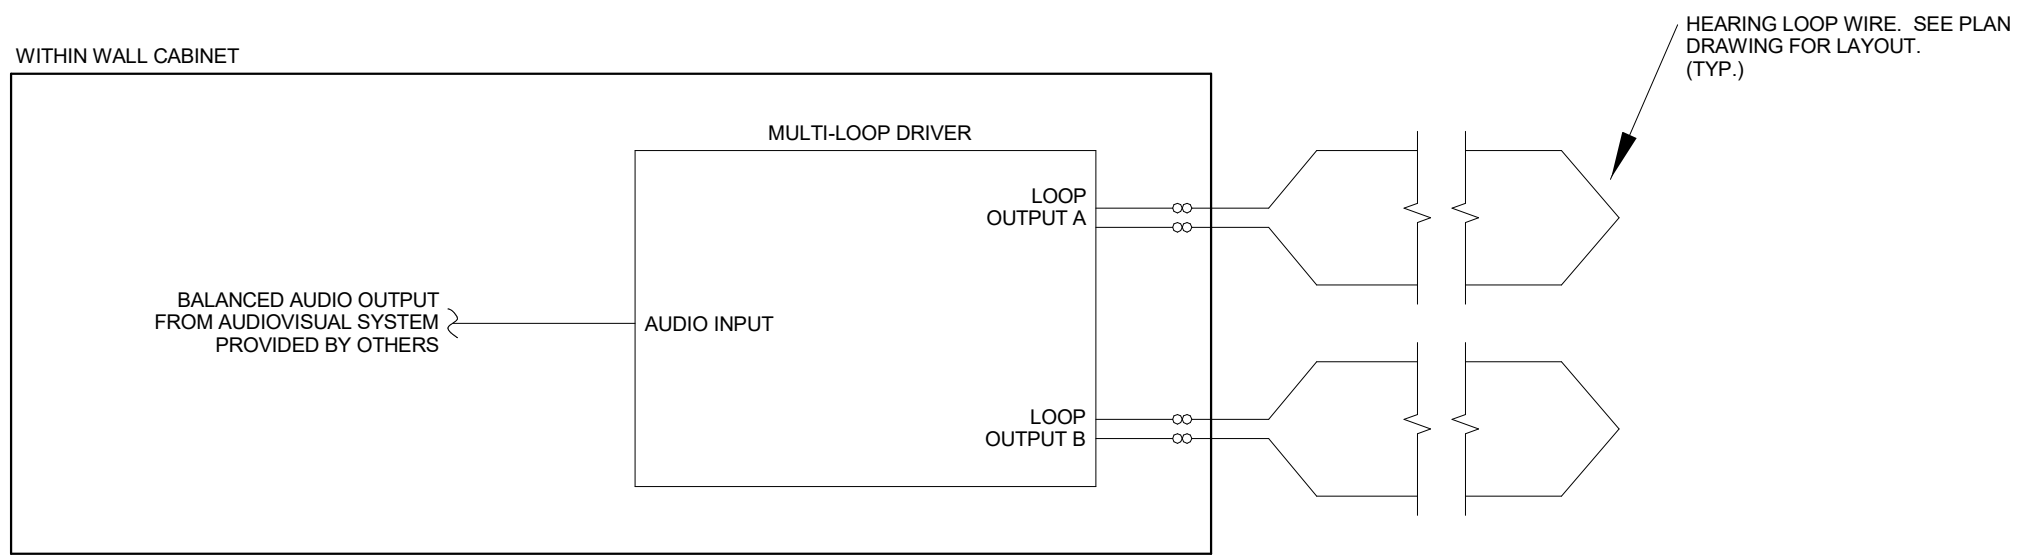 HEARING LOOP WIRE. SEE PLAN
DRAWING FOR LAYOUT.
(TYP.)
WITHIN WALL CABINET
MULTI-LOOP DRIVER
LOOP
OUTPUT A
BALANCED AUDIO OUTPUT
FROM AUDIOVISUAL SYSTEM
PROVIDED BY OTHERS
AUDIO INPUT
LOOP
OUTPUT B